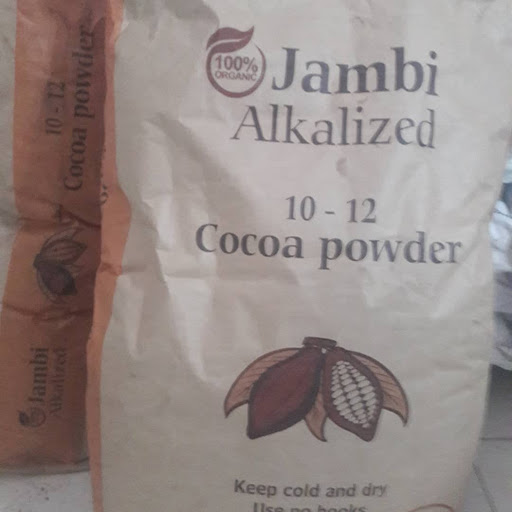 100%
ORGANIC
Jambi
Alkalized
10 - 12
Cocoa powder
Keep cold and dry
Use no hooks
10 - 12
Cocoa powder
Jambi
Alkalized